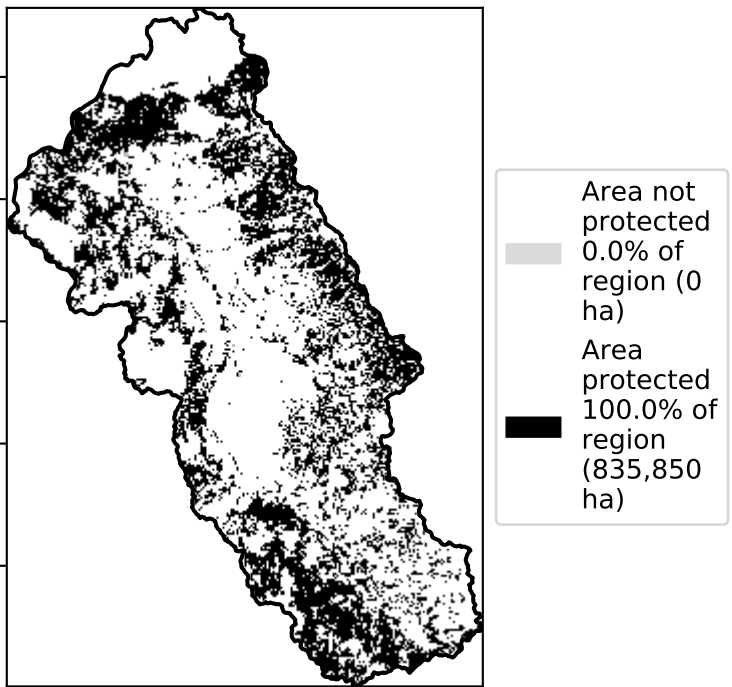 Area not
protected
0.0% of
region (0
ha)
Area
protected
100.0% of
region
(835,850
ha)